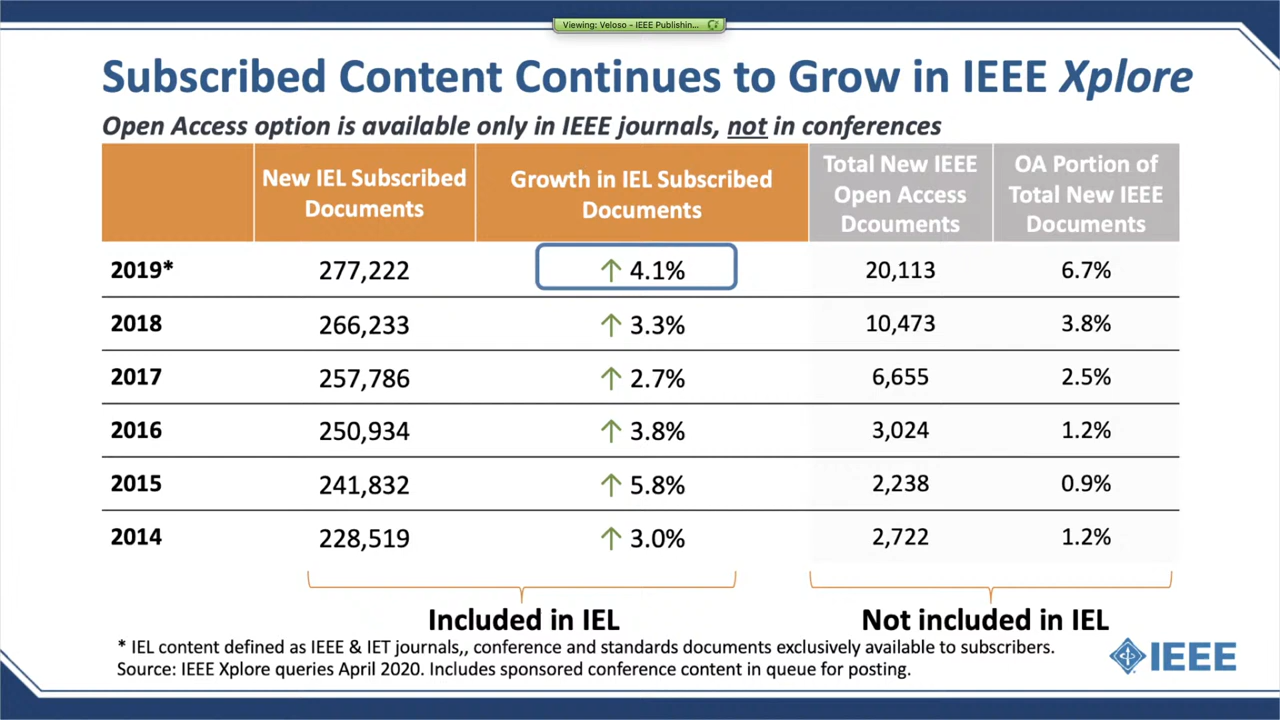 Viewing: Veloso - IEEE Publishin...
Subscribed Content Continues to Grow in IEEE Xplore
Open Access option is available only in IEEE journals, not in conferences
New IEL Subscribed Documents Growth in IEL Subscribed Documents Total New IEEE Open Access Dcouments OA Portion of Total New IEEE Documents
2019* 277,222 ↑ 4.1% 20,113 6.7%
2018 266,233 ↑ 3.3% 10,473 3.8%
2017 257,786 ↑ 2.7% 6,655 2.5%
2016 250,934 ↑ 3.8% 3,024 1.2%
2015 241,832 ↑ 5.8% 2,238 0.9%
2014 228,519 ↑ 3.0% 2,722 1.2%
Included in IEL Not included in IEL
* IEL content defined as IEEE & IET journals,, conference and standards documents exclusively available to subscribers.
Source: IEEE Xplore queries April 2020. Includes sponsored conference content in queue for posting.
IEEE